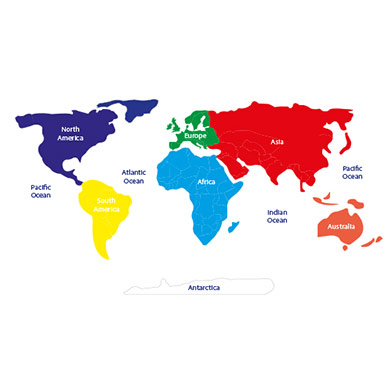 North
America
Europe
Asia
Atlantic
Ocean
Pacific
Ocean
Africa
Pacific
Ocean
South
America
Indian
Ocean
Australia
Antarctica